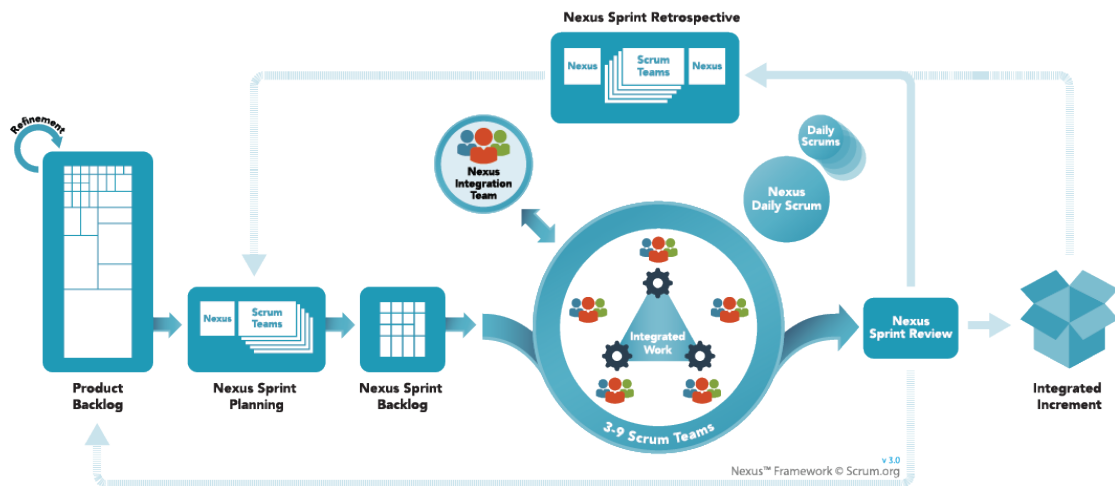 Nexus Sprint Retrospective
Nexus
Scrum
Teams
Nexus
Refinement
Daily
Scrums
Nexus
Integration
Team
Nexus
Daily Scrum
Nexus
Scrum
Teams
Integrated
Work
Nexus
Sprint Review
Product
Backlog
Nexus Sprint
Planning
Nexus Sprint
Backlog
Integrated
Increment
3-9 Scrum Teams
v 3.0
Nexus™ Framework © Scrum.org